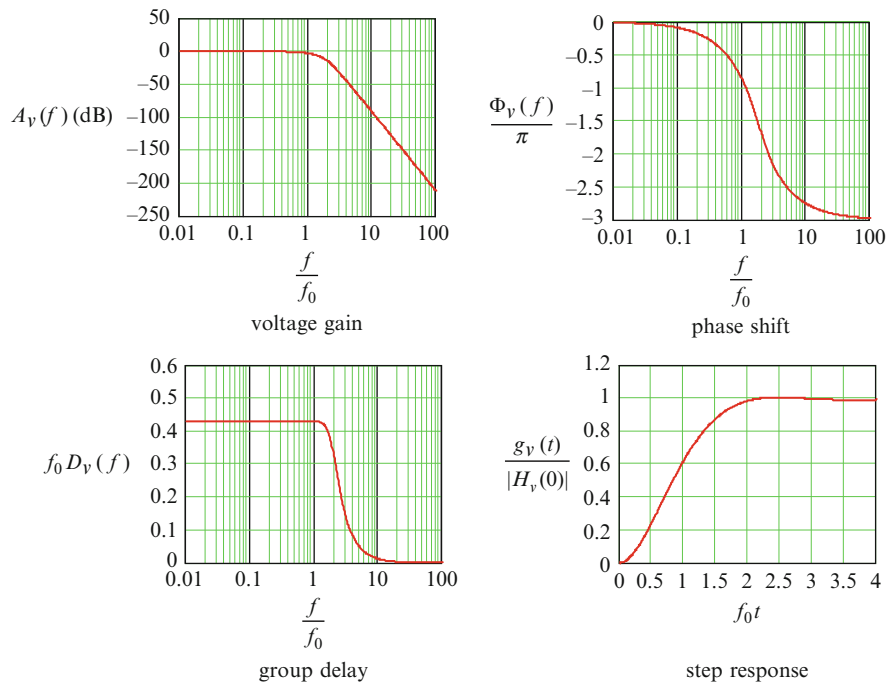 50
0
−50
−100
−150
−200
−250
A_v(f)(dB)
0.01 0.1 1 10 100
f
f_0
voltage gain
0
−0.5
−1
−1.5
−2
−2.5
−3
Φ_v(f)
π
0.01 0.1 1 10 100
f
f_0
phase shift
0.6
0.5
0.4
0.3
0.2
0.1
0
f_0 D_v(f)
0.01 0.1 1 10 100
f
f_0
group delay
1.2
1
0.8
0.6
0.4
0.2
0
g_v(t)
|H_v(0)|
0 0.5 1 1.5 2 2.5 3 3.5 4
f_0t
step response